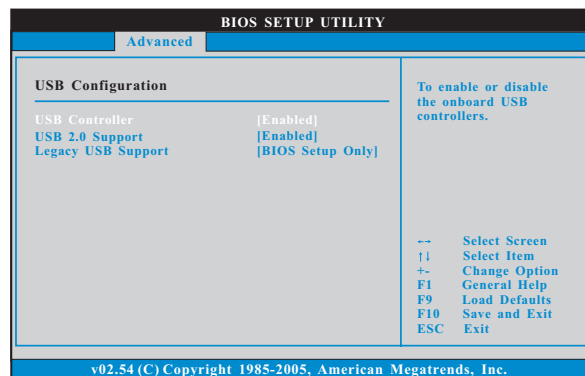 BIOS SETUP UTILITY
Advanced
USB Configuration
USB Controller [Enabled]
USB 2.0 Support [Enabled]
Legacy USB Support [BIOS Setup Only]
To enable or disable
the onboard USB
controllers.
←→ Select Screen
↑↓ Select Item
+- Change Option
F1 General Help
F9 Load Defaults
F10 Save and Exit
ESC Exit
v02.54 (C) Copyright 1985-2005, American Megatrends, Inc.